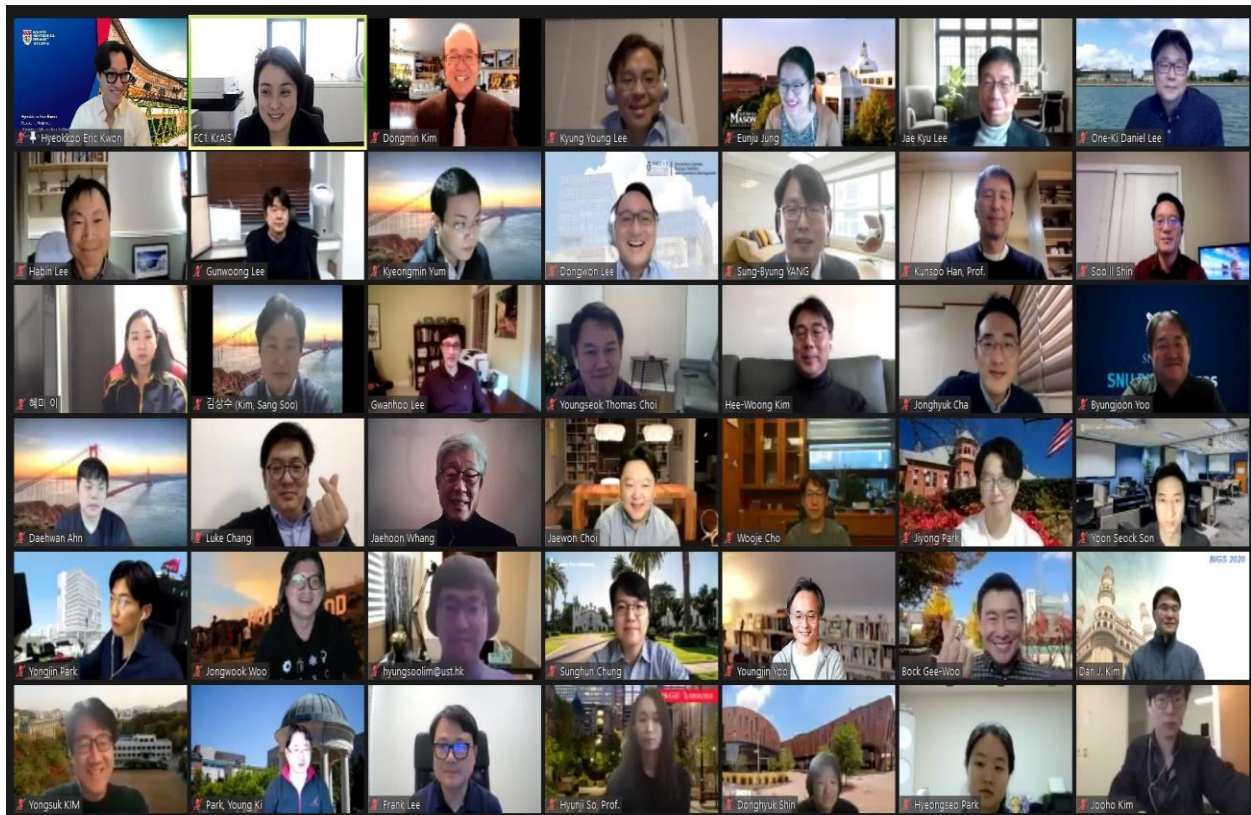 Hyeokkoo Eric Kwon
FC1 KrAIS
Dongmin Kim
Kyung Young Lee
MASON
Eunju Jung
Jae Kyu Lee
One-Ki Daniel Lee
Habin Lee
Gunwoong Lee
Kyeongmin Yum
Dongwon Lee
Sung-Byung YANG
Kunsoo Han, Prof.
Soo Il Shin
혜미 이
김상수 (Kim, Sang Soo)
Gwanhoo Lee
Youngseok Thomas Choi
Hee-Woong Kim
Jonghyuk Cha
Byungjoon Yoo
Daehwan Ahn
Luke Chang
Jaehoon Whang
Jaewon Choi
Wooje Cho
Jiyong Park
Yoon Seock Son
BIGS 2020
Yongjin Park
Jongwook Woo
hyungsoolim@ust.hk
Sunghun Chung
Youngjin Yoo
Bock Gee-Woo
Dan J. Kim
Yongsuk KIM
Park, Young Ki
Frank Lee
Hyunji So, Prof.
Donghyuk Shin
Hyeongseo Park
Jooho Kim